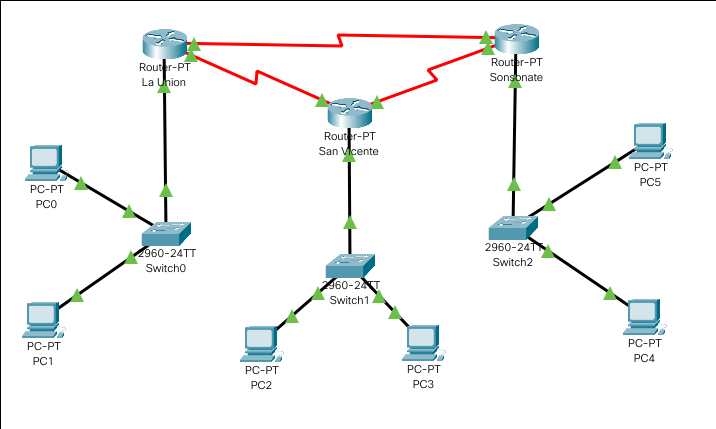 Router-PT
La Union
Router-PT
Sonsonate
Router-PT
San Vicente
PC-PT
PC0
PC-PT
PC5
2960-24TT
Switch0
2960-24TT
Switch2
2960-24TT
Switch1
PC-PT
PC1
PC-PT
PC2
PC-PT
PC3
PC-PT
PC4